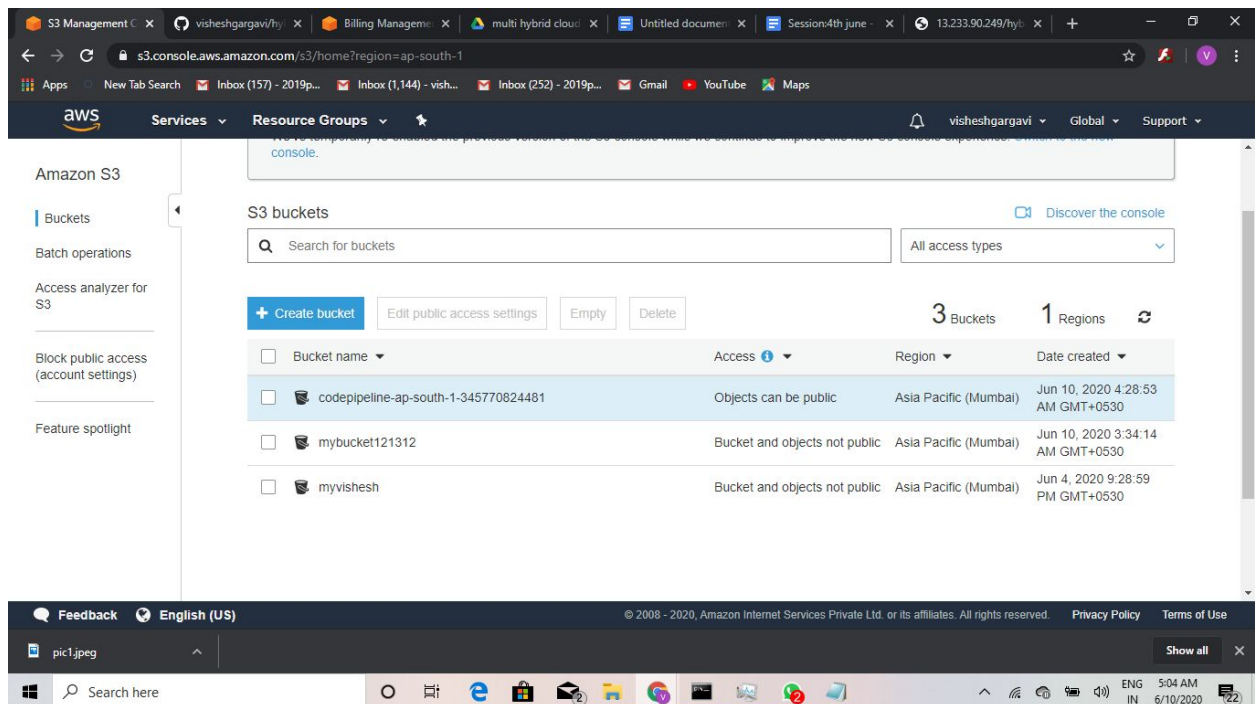 S3 Management C
visheshgargavi/hy
Billing Manageme
multi hybrid cloud
Untitled documen
Session:4th june -
13.233.90.249/hyb
s3.console.aws.amazon.com/s3/home?region=ap-south-1
Apps
New Tab Search
Inbox (157) - 2019p...
Inbox (1,144) - vish...
Inbox (252) - 2019p...
Gmail
YouTube
Maps
V
aws
Services
Resource Groups
visheshgargavi
Global
Support
console.
Amazon S3
Buckets
Batch operations
Access analyzer for
S3
Block public access
(account settings)
Feature spotlight
S3 buckets
Discover the console
Search for buckets
All access types
+ Create bucket
Edit public access settings
Empty
Delete
3 Buckets
1 Regions
Bucket name
Access
Region
Date created
codepipeline-ap-south-1-345770824481
Objects can be public
Asia Pacific (Mumbai)
Jun 10, 2020 4:28:53
AM GMT+0530
mybucket121312
Bucket and objects not public
Asia Pacific (Mumbai)
Jun 10, 2020 3:34:14
AM GMT+0530
myvishesh
Bucket and objects not public
Asia Pacific (Mumbai)
Jun 4, 2020 9:28:59
PM GMT+0530
Feedback
English (US)
© 2008 - 2020, Amazon Internet Services Private Ltd. or its affiliates. All rights reserved.
Privacy Policy
Terms of Use
pic1.jpeg
Show all
Search here
ENG
IN
5:04 AM
6/10/2020
22